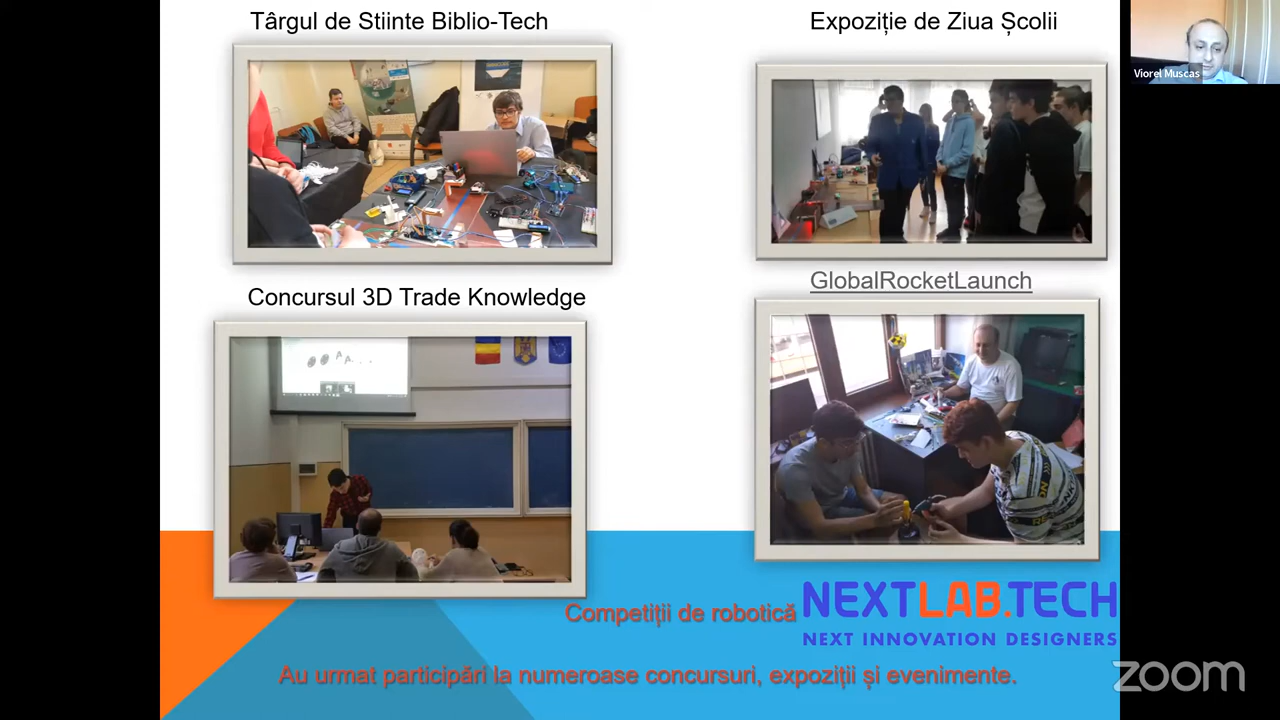 Târgul de Stiinte Biblio-Tech
Expoziție de Ziua Școlii
Viorel Muscas
Concursul 3D Trade Knowledge
GlobalRocketLaunch
Competiții de robotică
NEXTLAB.TECH
NEXT INNOVATION DESIGNERS
Au urmat participări la numeroase concursuri, expoziții și evenimente.
zoom